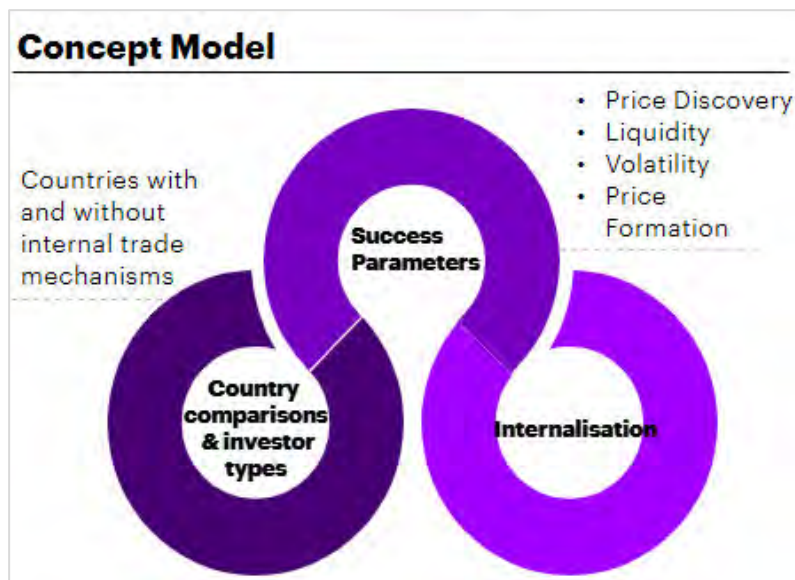 Concept Model
Countries with
and without
internal trade
mechanisms
• Price Discovery
• Liquidity
• Volatility
• Price
Formation
Success
Parameters
Country
comparisons
& investor
types
Internalisation